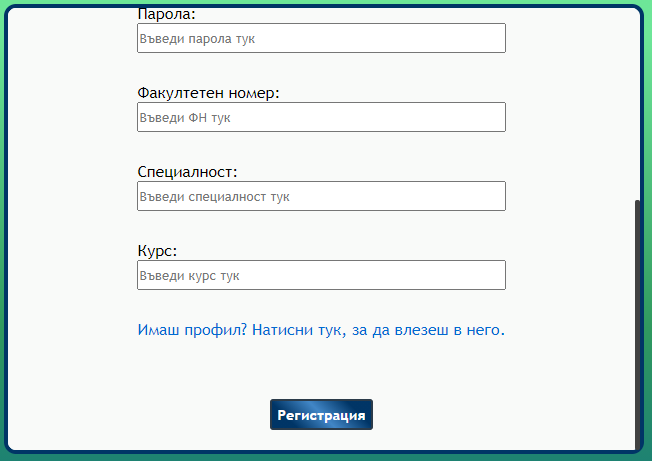 Парола:
Въведи парола тук
Факултетен номер:
Въведи ФН тук
Специалност:
Въведи специалност тук
Курс:
Въведи курс тук
Имаш профил? Натисни тук, за да влезеш в него.
Регистрация